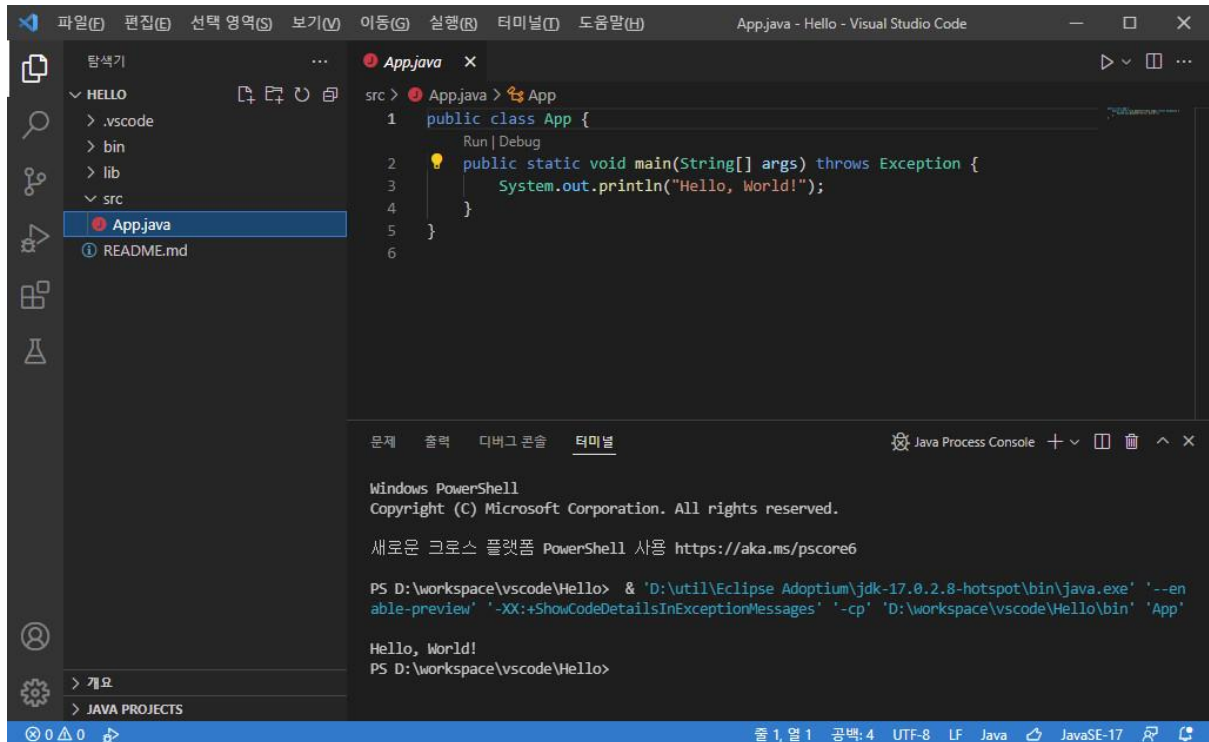 파일(F) 편집(E) 선택 영역(S) 보기(V) 이동(G) 실행(R) 터미널(T) 도움말(H) App.java - Hello - Visual Studio Code
탐색기
HELLO
.vscode
bin
lib
src
App.java
README.md
개요
JAVA PROJECTS
App.java
src > App.java > App
1 public class App {
Run | Debug
2 public static void main(String[] args) throws Exception {
3 System.out.println("Hello, World!");
4 }
5 }
6
문제 출력 디버그 콘솔 터미널 Java Process Console
Windows PowerShell
Copyright (C) Microsoft Corporation. All rights reserved.
새로운 크로스 플랫폼 PowerShell 사용 https://aka.ms/pscore6
PS D:\workspace\vscode\Hello> & 'D:\util\Eclipse Adoptium\jdk-17.0.2.8-hotspot\bin\java.exe' '--en
able-preview' '-XX:+ShowCodeDetailsInExceptionMessages' '-cp' 'D:\workspace\vscode\Hello\bin' 'App'
Hello, World!
PS D:\workspace\vscode\Hello>
0 0 줄 1, 열 1 공백: 4 UTF-8 LF Java JavaSE-17